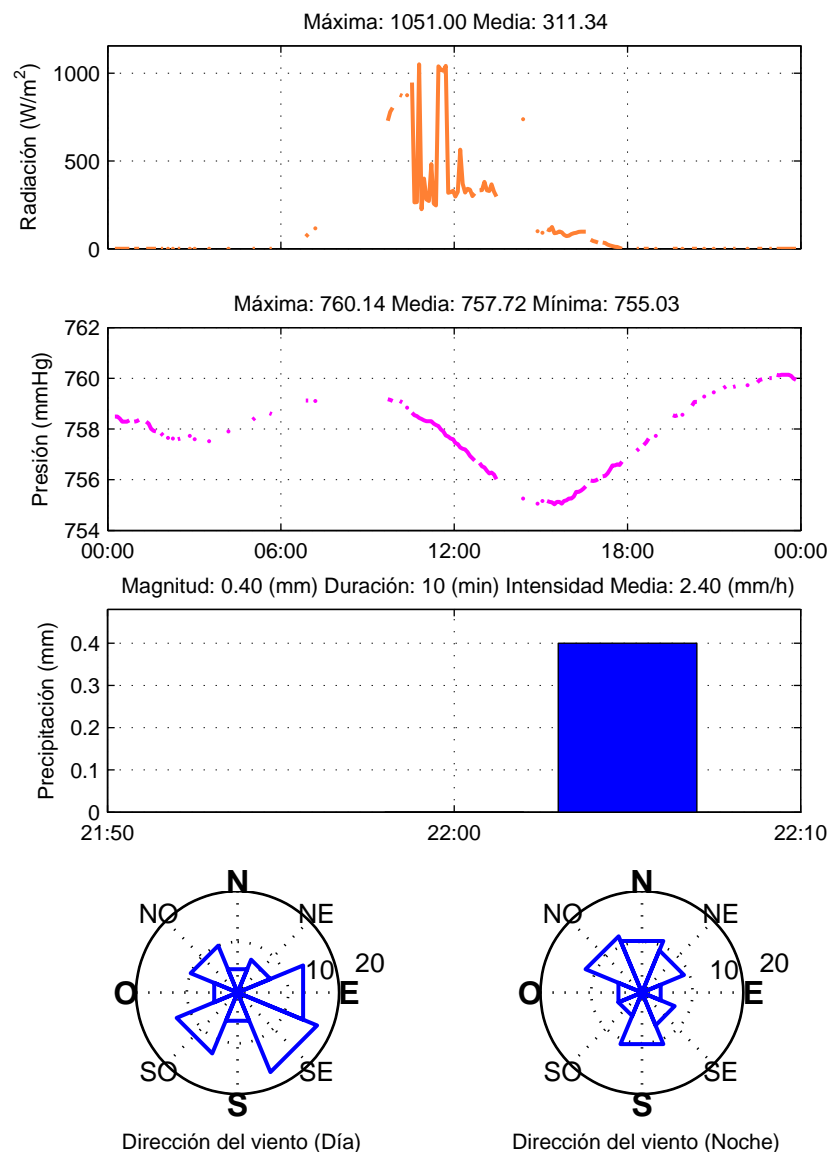 Máxima: 1051.00 Media: 311.34
1000
500
0
Radiación (W/m²)
Máxima: 760.14 Media: 757.72 Mínima: 755.03
762
760
758
756
754
Presión (mmHg)
00:00 06:00 12:00 18:00 00:00
Magnitud: 0.40 (mm) Duración: 10 (min) Intensidad Media: 2.40 (mm/h)
0.4
0.3
0.2
0.1
0
Precipitación (mm)
21:50 22:00 22:10
N
NO NE
10 20
O E
SO SE
S
Dirección del viento (Día)
N
NO NE
10 20
O E
SO SE
S
Dirección del viento (Noche)